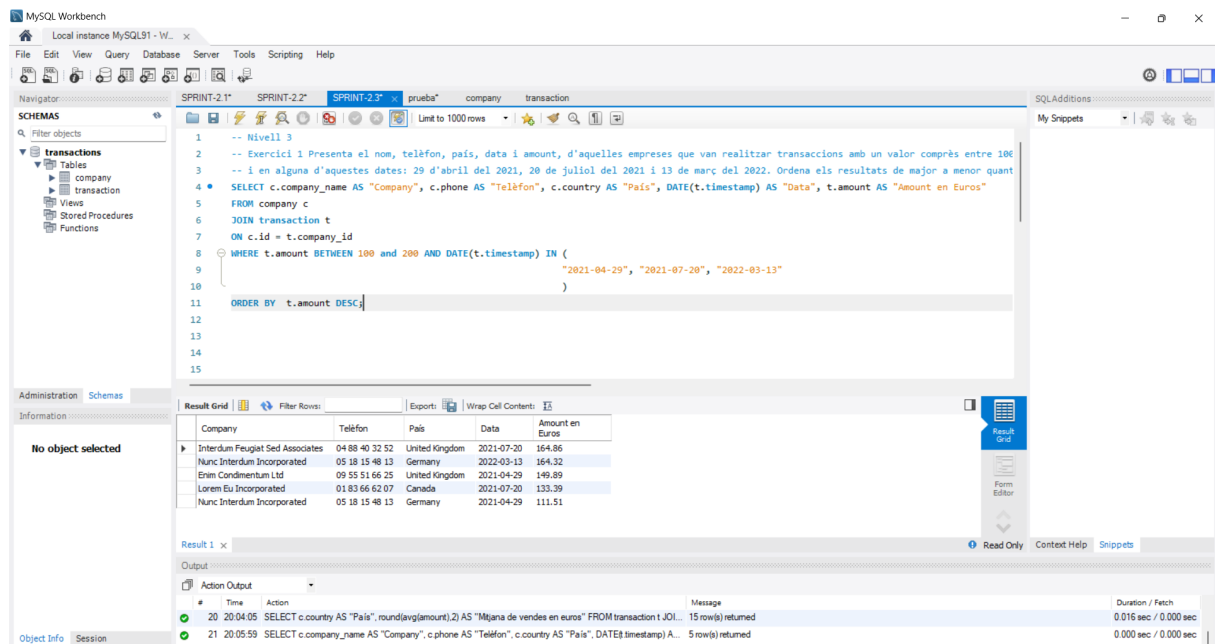 MySQL Workbench
Local instance MySQL91 - W...
File Edit View Query Database Server Tools Scripting Help
Navigator
SCHEMAS
Filter objects
transactions
Tables
company
transaction
Views
Stored Procedures
Functions
Administration Schemas
Information
No object selected
Object Info Session
SPRINT-2.1* SPRINT-2.2* SPRINT-2.3* prueba* company transaction
Limit to 1000 rows
1 -- Nivell 3
2 -- Exercici 1 Presenta el nom, telèfon, país, data i amount, d'aquelles empreses que van realitzar transaccions amb un valor comprès entre 100
3 -- i en alguna d'aquestes dates: 29 d'abril del 2021, 20 de juliol del 2021 i 13 de març del 2022. Ordena els resultats de major a menor quant
4 SELECT c.company_name AS "Company", c.phone AS "Telèfon", c.country AS "País", DATE(t.timestamp) AS "Data", t.amount AS "Amount en Euros"
5 FROM company c
6 JOIN transaction t
7 ON c.id = t.company_id
8 WHERE t.amount BETWEEN 100 and 200 AND DATE(t.timestamp) IN (
9 "2021-04-29", "2021-07-20", "2022-03-13"
10 )
11 ORDER BY  t.amount DESC;
12
13
14
15
Result Grid Filter Rows: Export: Wrap Cell Content:
Company Telèfon País Data Amount en Euros
Interdum Feugiat Sed Associates 04 88 40 32 52 United Kingdom 2021-07-20 164.86
Nunc Interdum Incorporated 05 18 15 48 13 Germany 2022-03-13 164.32
Enim Condimentum Ltd 09 55 51 66 25 United Kingdom 2021-04-29 149.89
Lorem Eu Incorporated 01 83 66 62 07 Canada 2021-07-20 133.39
Nunc Interdum Incorporated 05 18 15 48 13 Germany 2021-04-29 111.51
Result Grid
Form Editor
Result 1 Read Only
Output
Action Output
# Time Action Message Duration / Fetch
20 20:04:05 SELECT c.country AS "País", round(avg(amount),2) AS "Mitjana de vendes en euros" FROM transaction t JOI... 15 row(s) returned 0.016 sec / 0.000 sec
21 20:05:59 SELECT c.company_name AS "Company", c.phone AS "Telèfon", c.country AS "País", DATE(t.timestamp) A... 5 row(s) returned 0.000 sec / 0.000 sec
SQLAdditions
My Snippets
Context Help Snippets